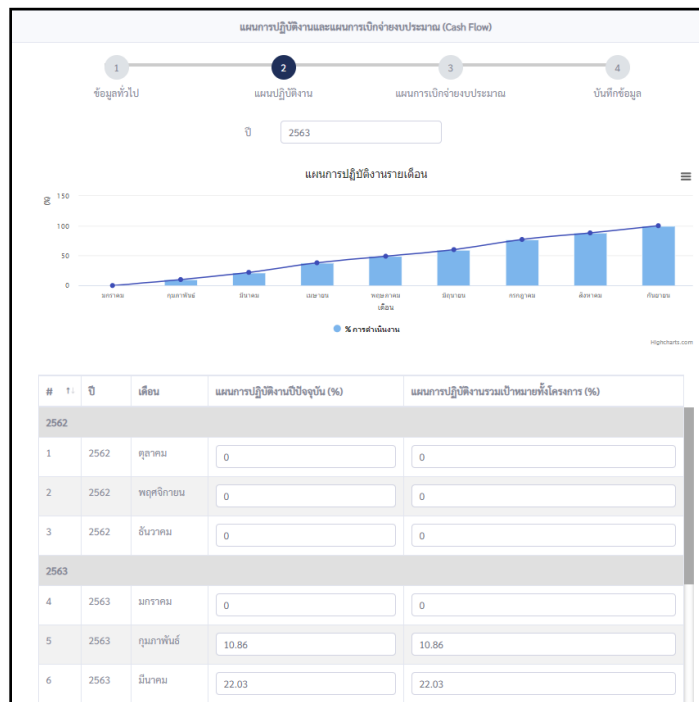 แผนการปฏิบัติงานและแผนการเบิกจ่ายงบประมาณ (Cash Flow)
1 2 3 4
ข้อมูลทั่วไป แผนปฏิบัติงาน แผนการเบิกจ่ายงบประมาณ บันทึกข้อมูล
ปี 2563
แผนการปฏิบัติงานรายเดือน
(%)
150
100
50
0
มกราคม กุมภาพันธ์ มีนาคม เมษายน พฤษภาคม มิถุนายน กรกฎาคม สิงหาคม กันยายน
เดือน
% การดำเนินงาน
Highcharts.com
# ↑↓ ปี เดือน แผนการปฏิบัติงานปีปัจจุบัน (%) แผนการปฏิบัติงานรวมเป้าหมายทั้งโครงการ (%)
2562
1 2562 ตุลาคม 0 0
2 2562 พฤศจิกายน 0 0
3 2562 ธันวาคม 0 0
2563
4 2563 มกราคม 0 0
5 2563 กุมภาพันธ์ 10.86 10.86
6 2563 มีนาคม 22.03 22.03